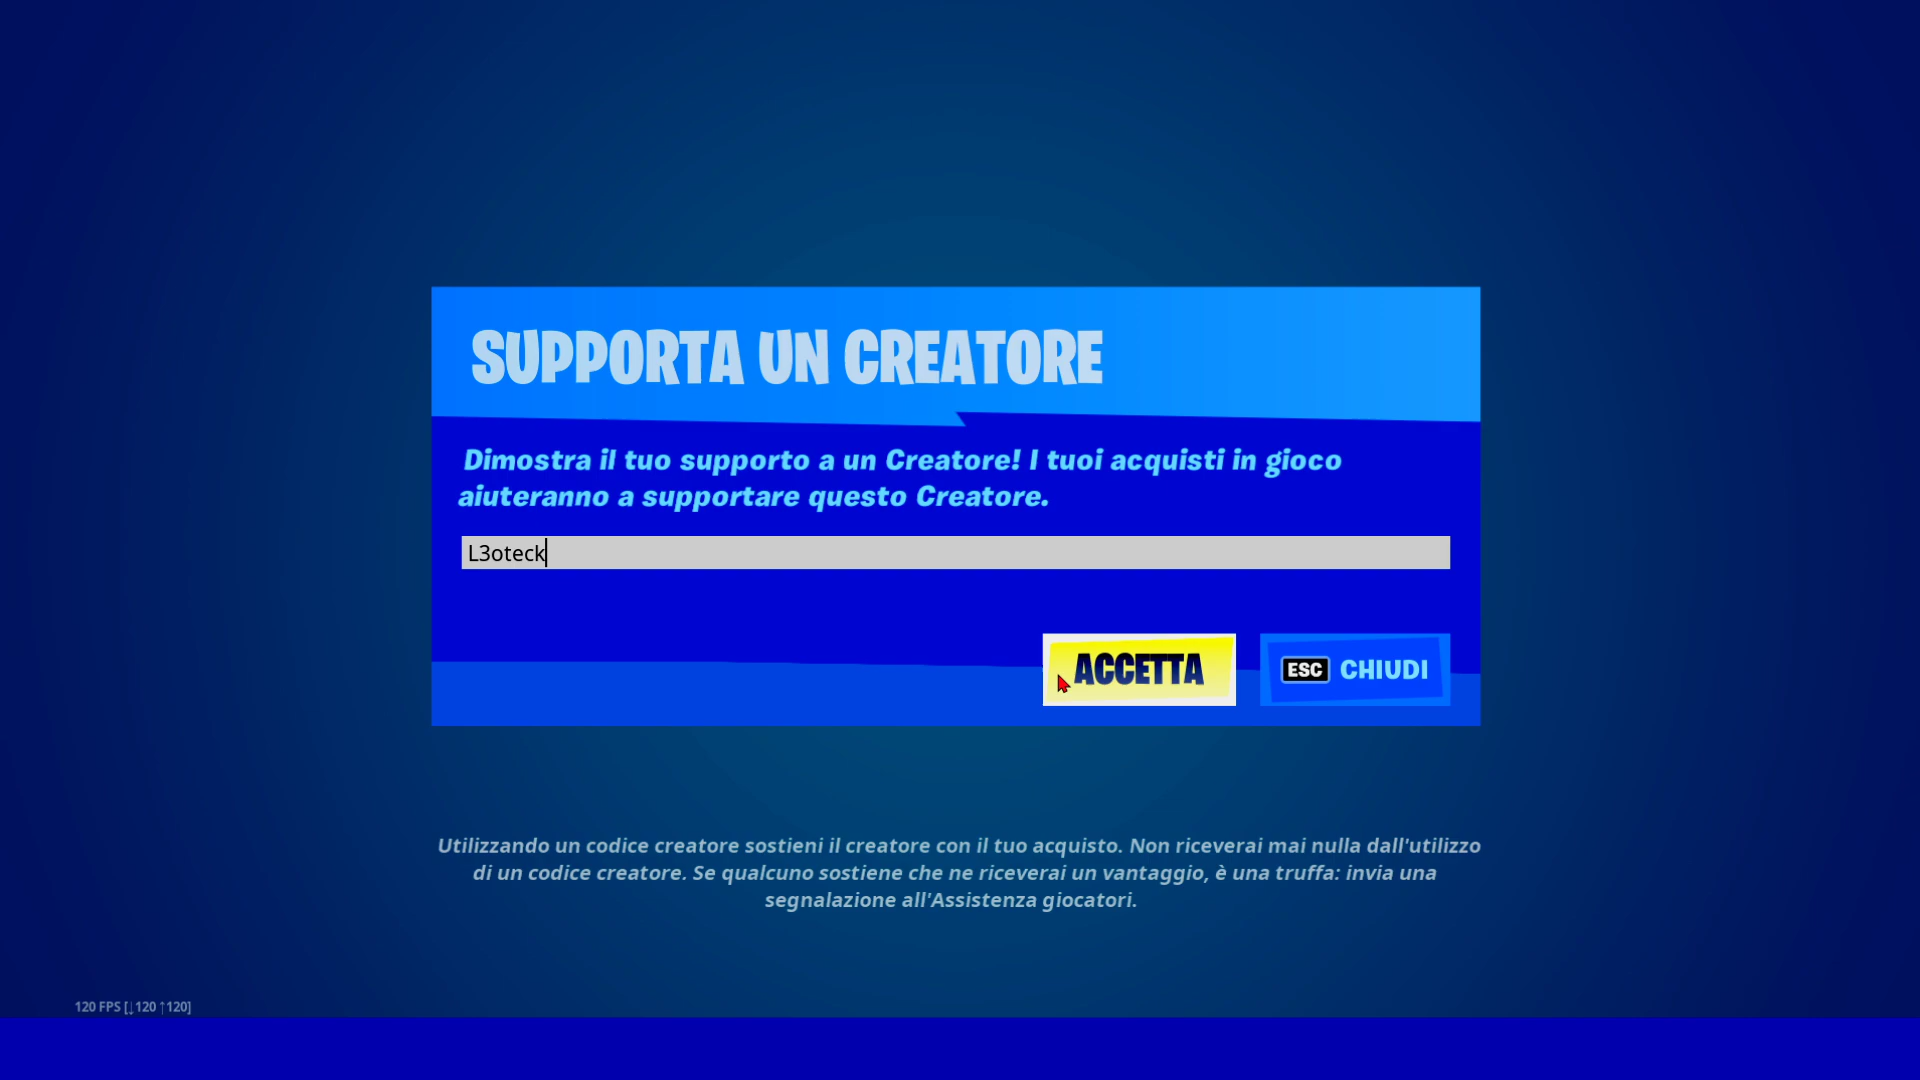 SUPPORTA UN CREATORE
Dimostra il tuo supporto a un Creatore! I tuoi acquisti in gioco
aiuteranno a supportare questo Creatore.
L3oteck
ACCETTA
ESC CHIUDI
Utilizzando un codice creatore sostieni il creatore con il tuo acquisto. Non riceverai mai nulla dall'utilizzo
di un codice creatore. Se qualcuno sostiene che ne riceverai un vantaggio, è una truffa: invia una
segnalazione all'Assistenza giocatori.
120 FPS [↓120 ↑120]